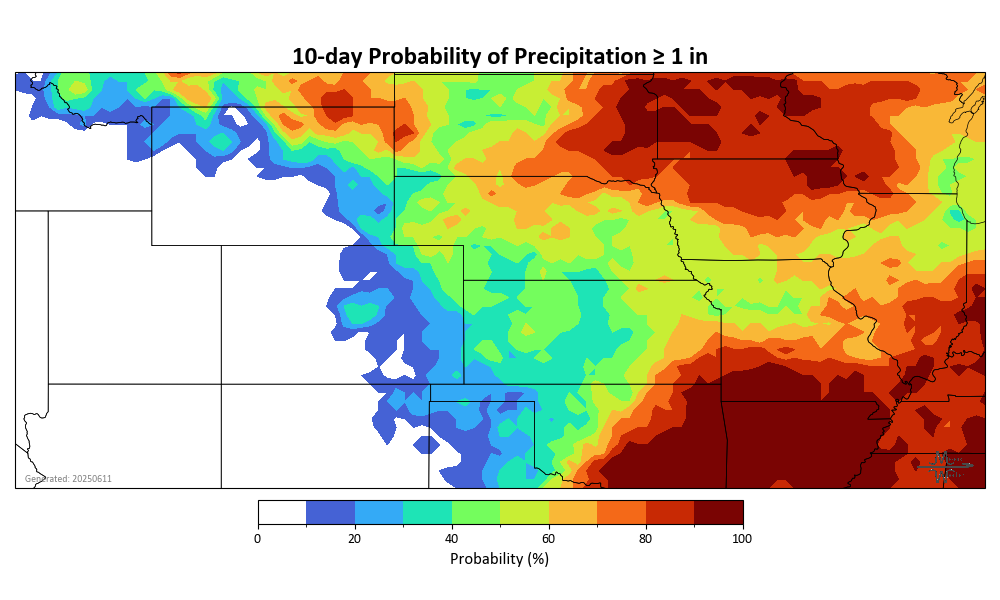 10-day Probability of Precipitation ≥ 1 in
Generated: 20250611
0 20 40 60 80 100
Probability (%)